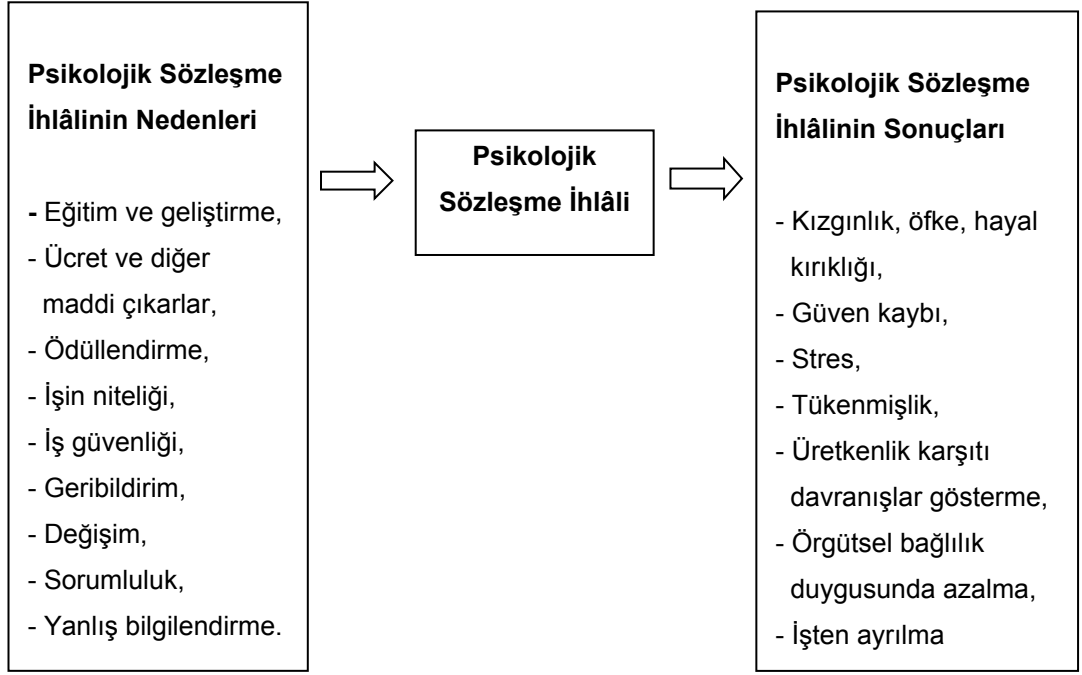 Psikolojik Sözleşme
İhlâlinin Nedenleri
- Eğitim ve geliştirme,
- Ücret ve diğer
maddi çıkarlar,
- Ödüllendirme,
- İşin niteliği,
- İş güvenliği,
- Geribildirim,
- Değişim,
- Sorumluluk,
- Yanlış bilgilendirme.
Psikolojik
Sözleşme İhlâli
Psikolojik Sözleşme
İhlâlinin Sonuçları
- Kızgınlık, öfke, hayal
kırıklığı,
- Güven kaybı,
- Stres,
- Tükenmişlik,
- Üretkenlik karşıtı
davranışlar gösterme,
- Örgütsel bağlılık
duygusunda azalma,
- İşten ayrılma